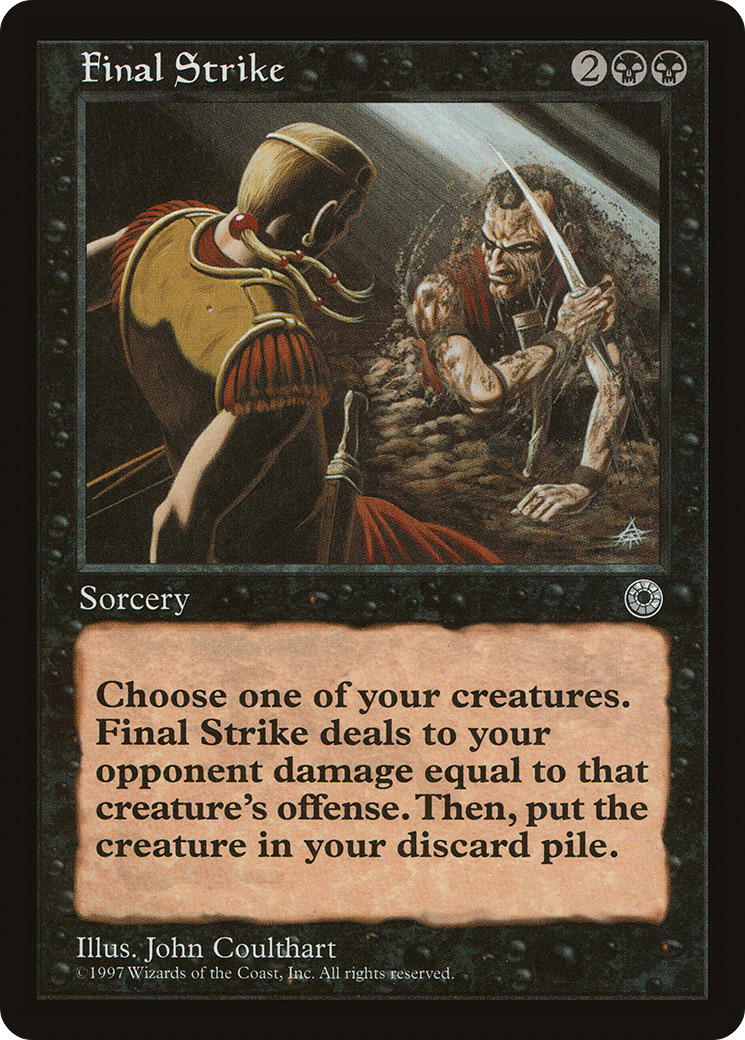 Final Strike 2
Sorcery
Choose one of your creatures.
Final Strike deals to your
opponent damage equal to that
creature's offense. Then, put the
creature in your discard pile.
Illus. John Coulthart
©1997 Wizards of the Coast, Inc. All rights reserved.